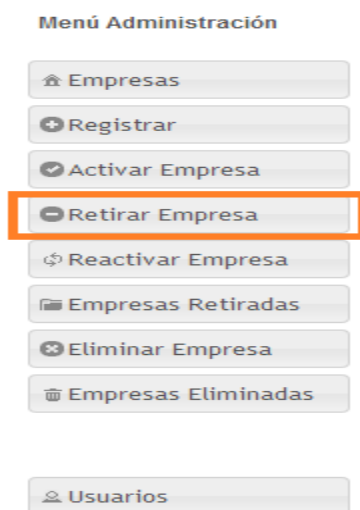 Menú Administración
Empresas
Registrar
Activar Empresa
Retirar Empresa
Reactivar Empresa
Empresas Retiradas
Eliminar Empresa
Empresas Eliminadas
Usuarios